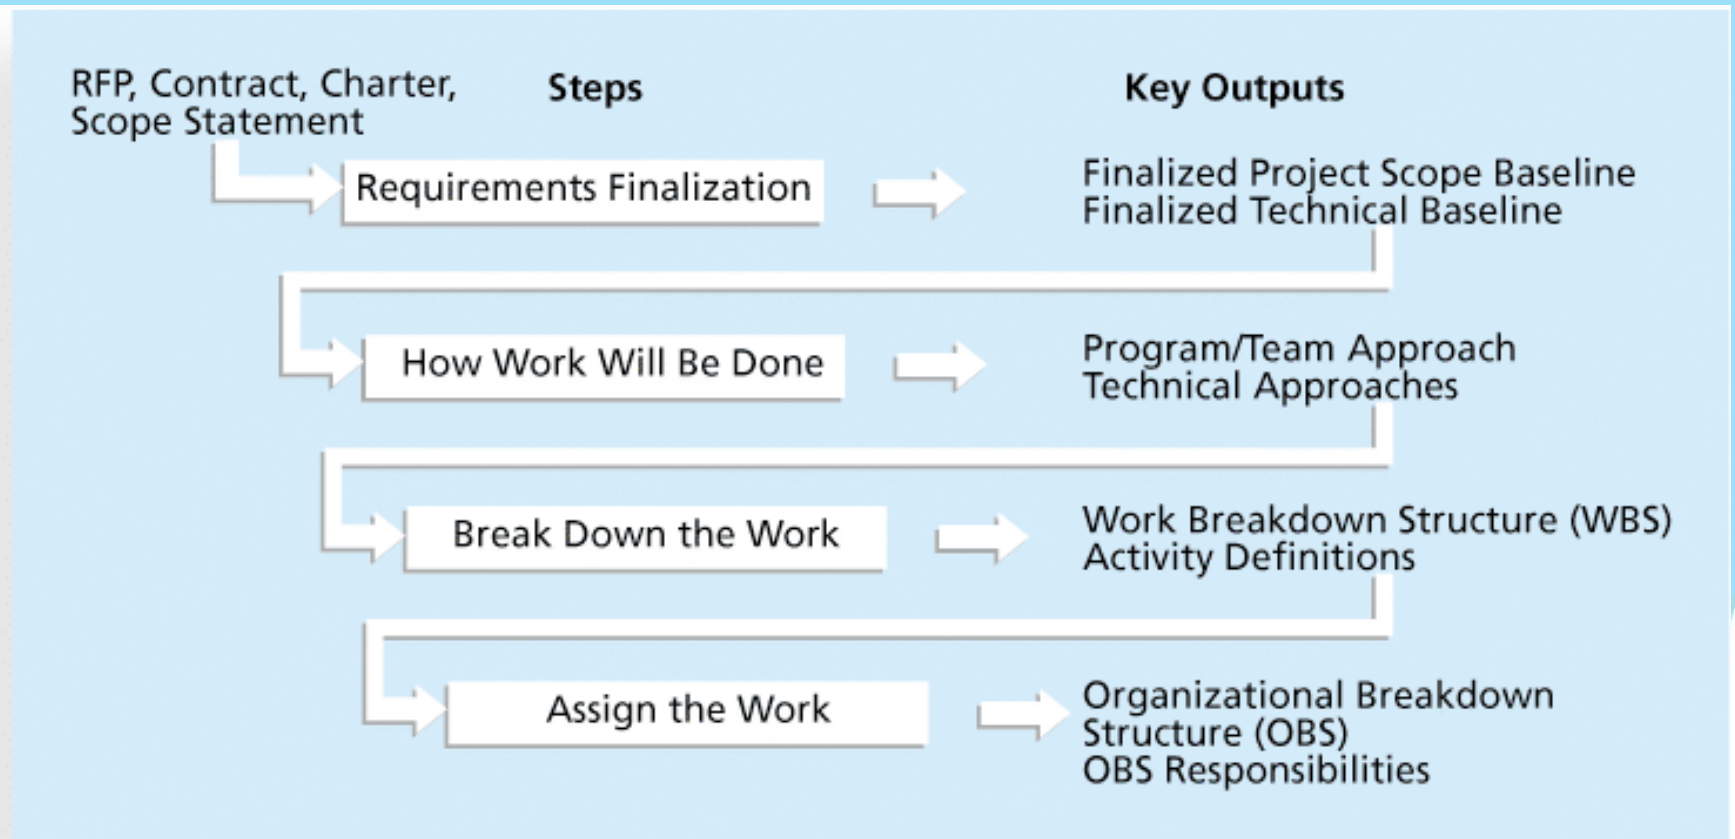 RFP, Contract, Charter,
Scope Statement
Steps
Key Outputs
Requirements Finalization
Finalized Project Scope Baseline
Finalized Technical Baseline
How Work Will Be Done
Program/Team Approach
Technical Approaches
Break Down the Work
Work Breakdown Structure (WBS)
Activity Definitions
Assign the Work
Organizational Breakdown
Structure (OBS)
OBS Responsibilities